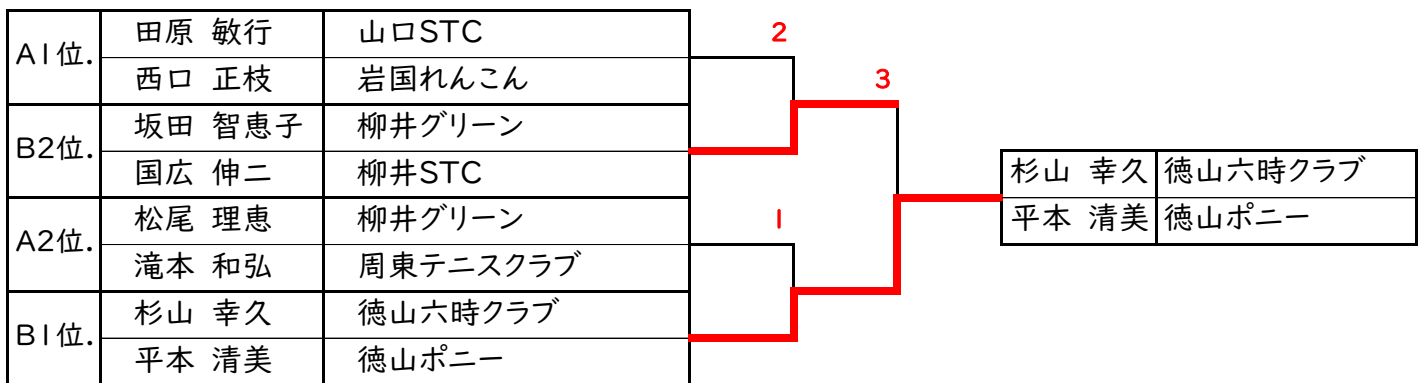 A1位. 田原 敏行 山口STC
西口 正枝 岩国れんこん
B2位. 坂田 智恵子 柳井グリーン
国広 伸二 柳井STC
A2位. 松尾 理恵 柳井グリーン
滝本 和弘 周東テニスクラブ
B1位. 杉山 幸久 徳山六時クラブ
平本 清美 徳山ポニー
2
3
1
杉山 幸久 徳山六時クラブ
平本 清美 徳山ポニー